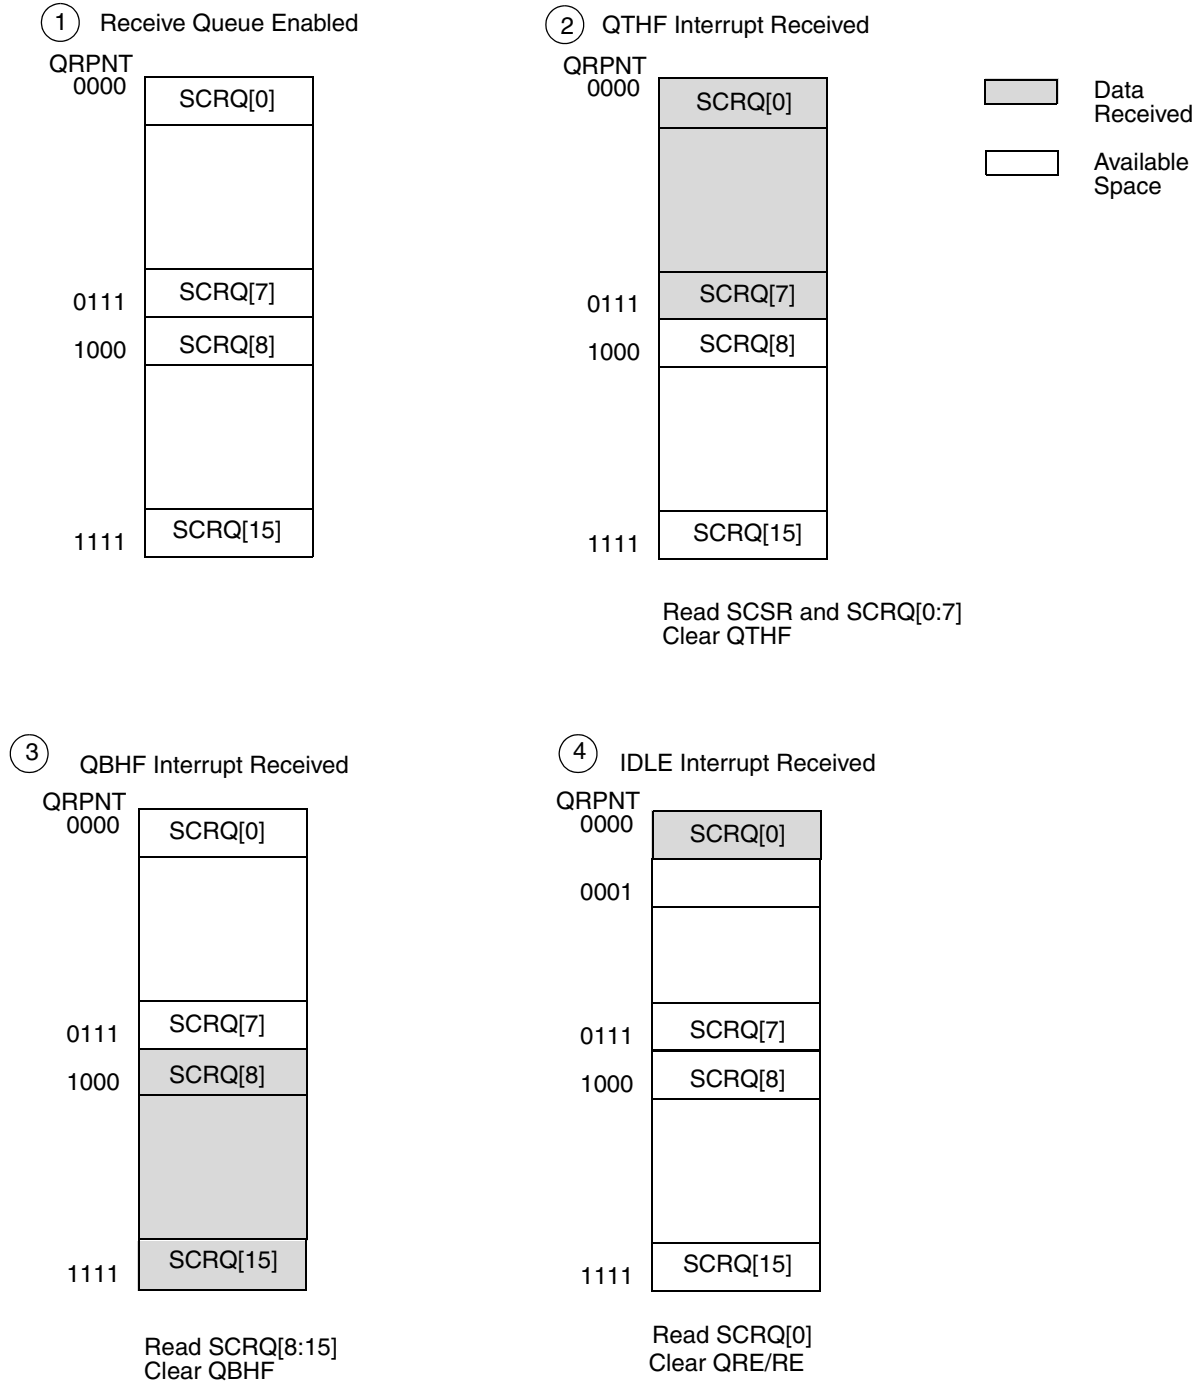 1 Receive Queue Enabled
QRPNT
0000
SCRQ[0]
0111
SCRQ[7]
1000
SCRQ[8]
1111
SCRQ[15]
2 QTHF Interrupt Received
QRPNT
0000
SCRQ[0]
0111
SCRQ[7]
1000
SCRQ[8]
1111
SCRQ[15]
Read SCSR and SCRQ[0:7]
Clear QTHF
Data
Received
Available
Space
3 QBHF Interrupt Received
QRPNT
0000
SCRQ[0]
0111
SCRQ[7]
1000
SCRQ[8]
1111
SCRQ[15]
Read SCRQ[8:15]
Clear QBHF
4 IDLE Interrupt Received
QRPNT
0000
SCRQ[0]
0001
0111
SCRQ[7]
1000
SCRQ[8]
1111
SCRQ[15]
Read SCRQ[0]
Clear QRE/RE